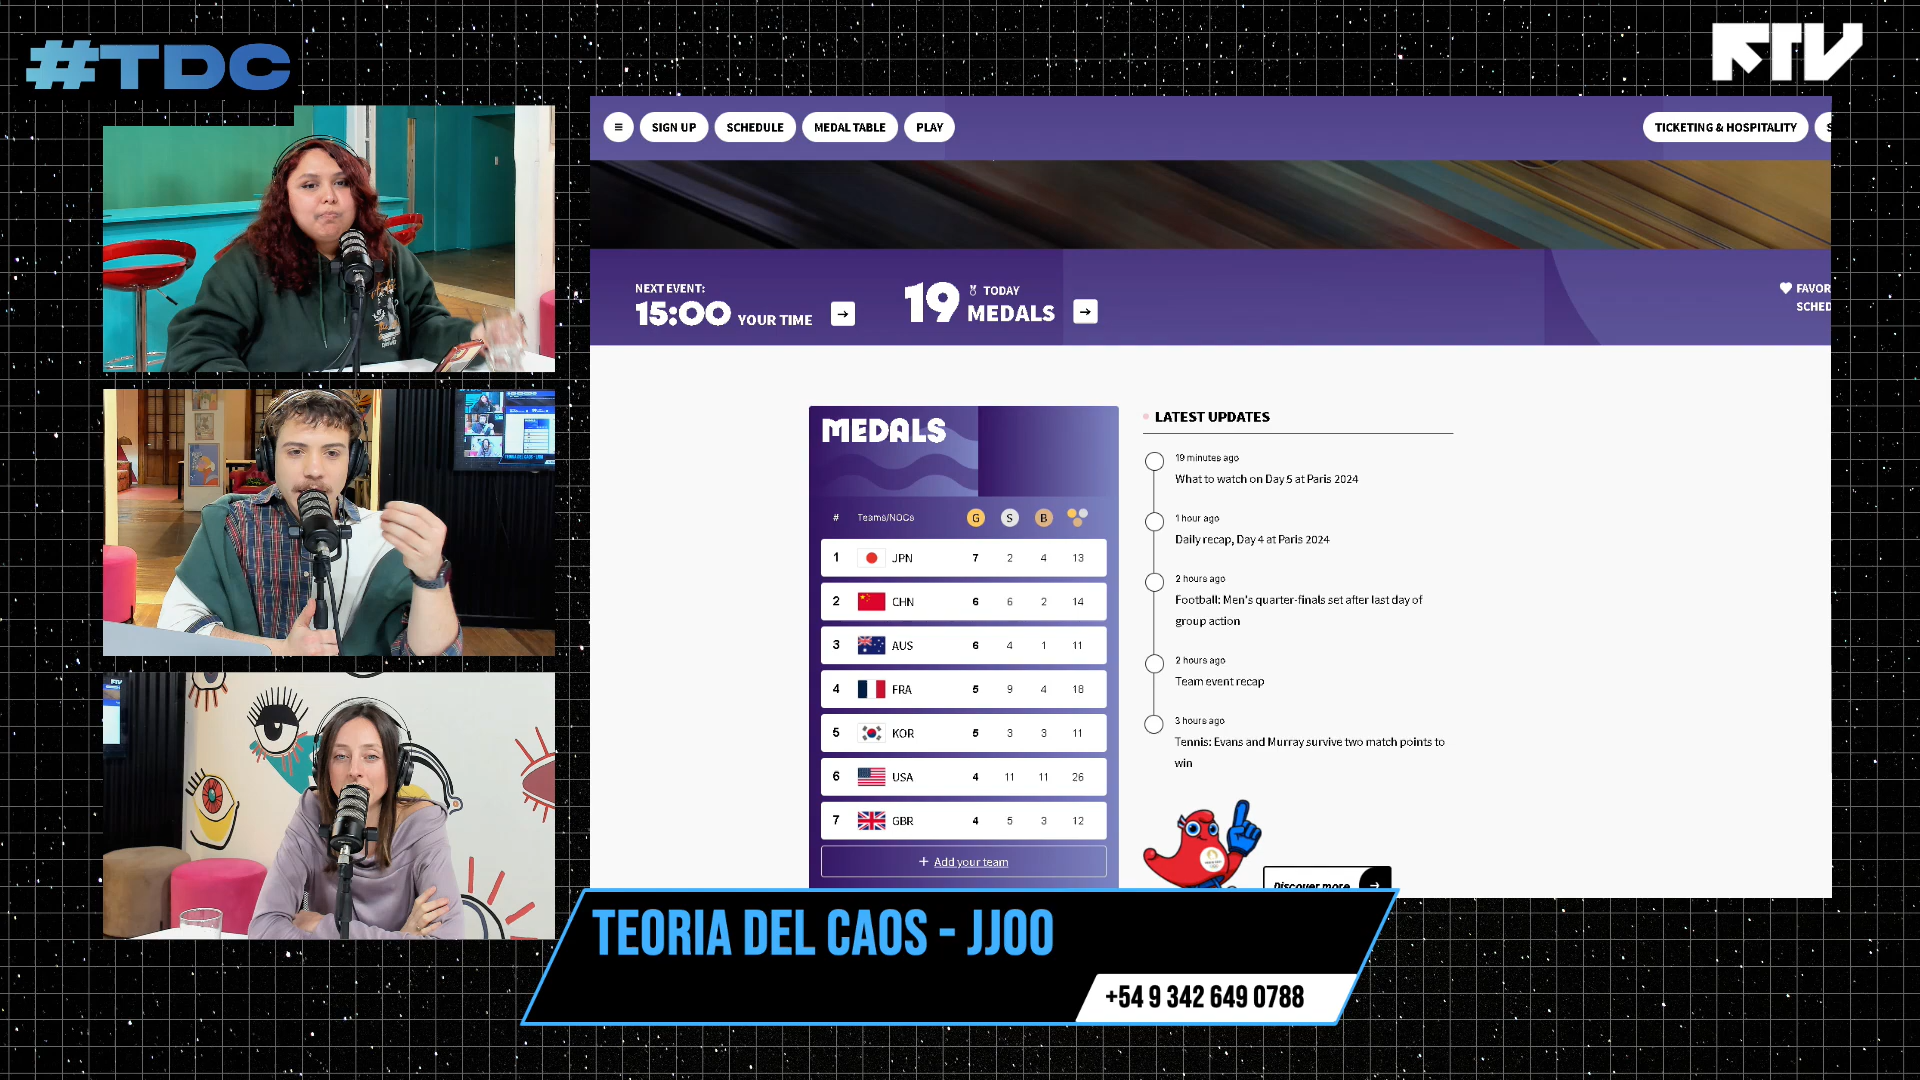 #TDC
FTV
≡ SIGN UP SCHEDULE MEDAL TABLE PLAY TICKETING & HOSPITALITY
NEXT EVENT:
15:00 YOUR TIME
19 TODAY
MEDALS
FAVOR
SCHED
MEDALS
# Teams/NOCs G S B
1 JPN 7 2 4 13
2 CHN 6 6 2 14
3 AUS 6 4 1 11
4 FRA 5 9 4 18
5 KOR 5 3 3 11
6 USA 4 11 11 26
7 GBR 4 5 3 12
+ Add your team
LATEST UPDATES
19 minutes ago
What to watch on Day 5 at Paris 2024
1 hour ago
Daily recap, Day 4 at Paris 2024
2 hours ago
Football: Men's quarter-finals set after last day of
group action
2 hours ago
Team event recap
3 hours ago
Tennis: Evans and Murray survive two match points to
win
Discover more
TEORIA DEL CAOS - JJOO
+54 9 342 649 0788